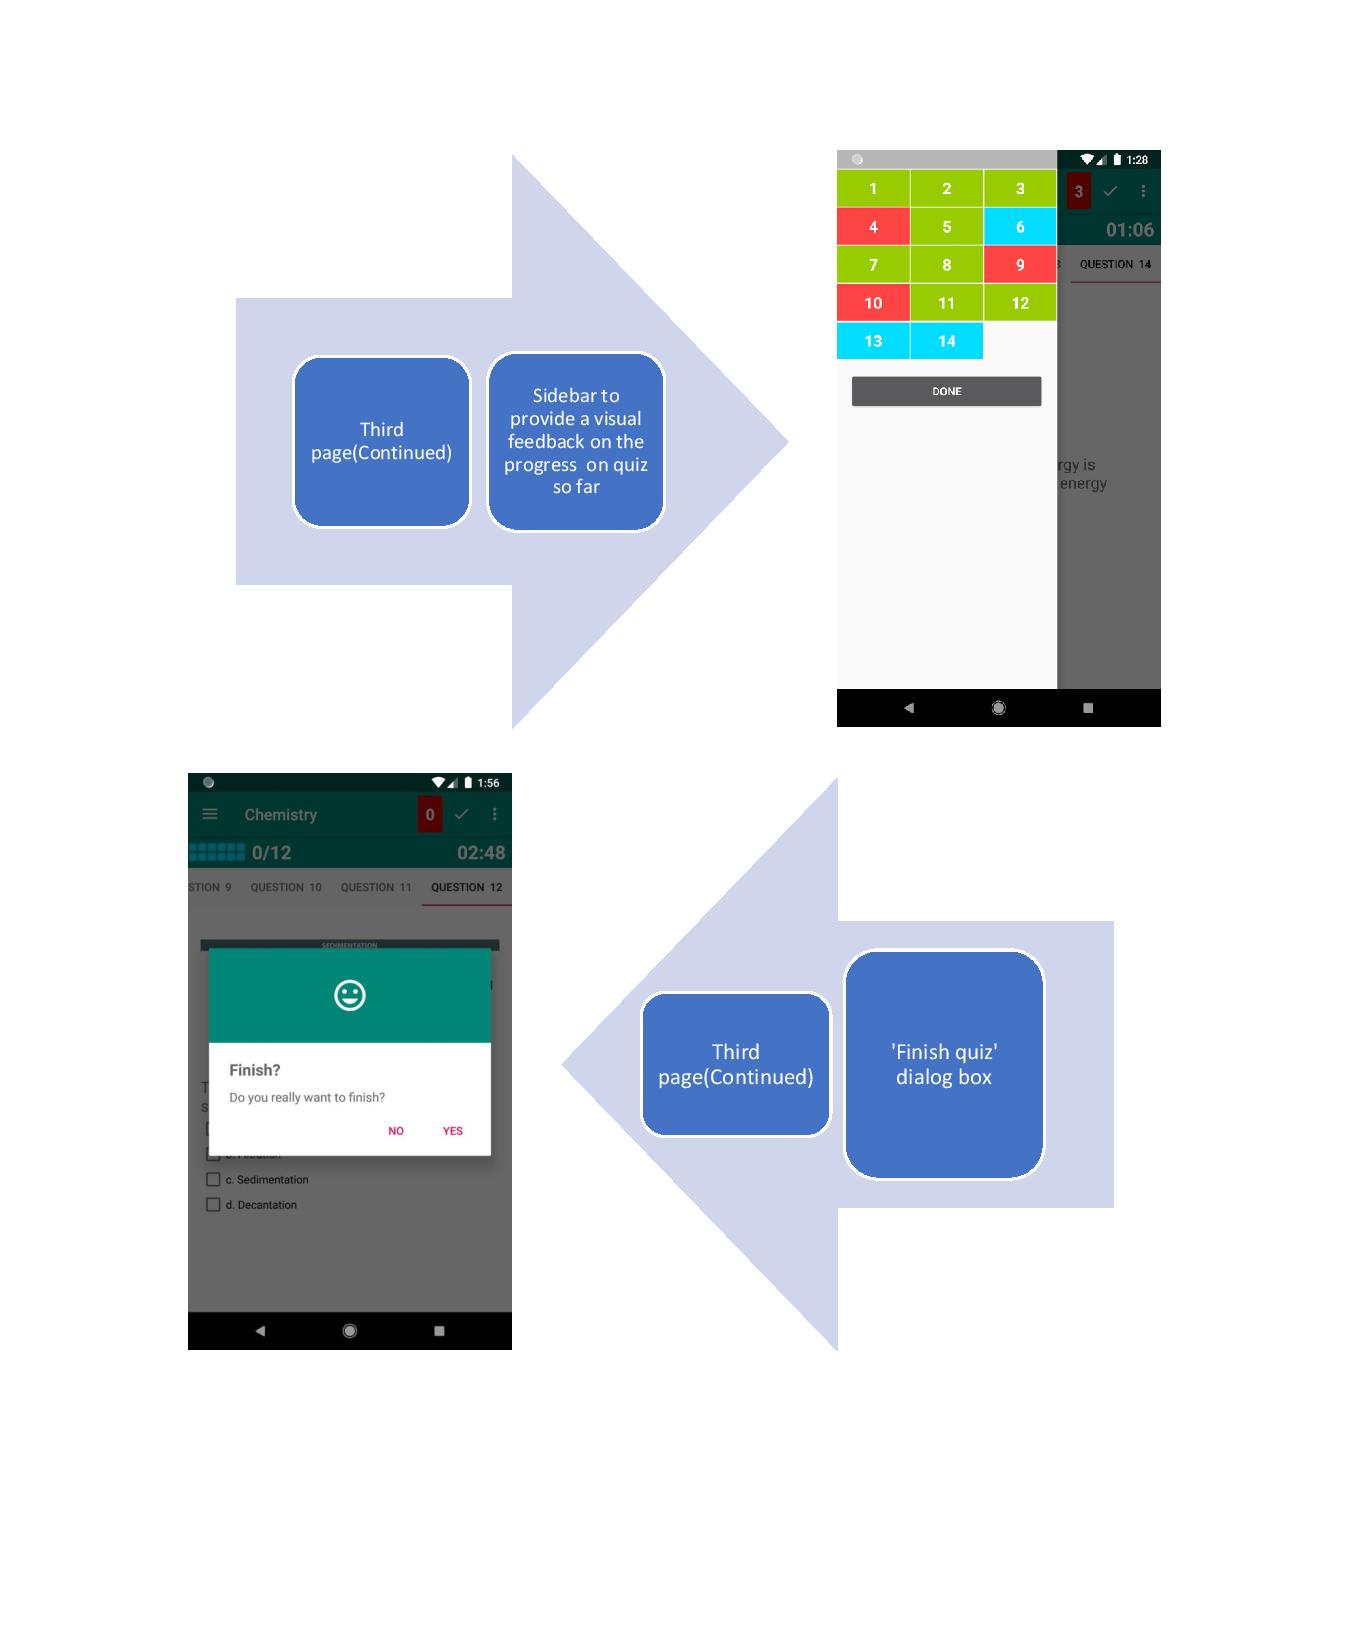 Third
page(Continued)
Sidebar to
provide a visual
feedback on the
progress on quiz
so far
1:28
1 2 3
4 5 6
7 8 9
10 11 12
13 14
DONE
3
01:06
QUESTION 14
rgy is
energy
1:56
Chemistry
0
0/12
02:48
STION 9 QUESTION 10 QUESTION 11 QUESTION 12
SEDIMENTATION
Finish?
Do you really want to finish?
NO YES
c. Sedimentation
d. Decantation
Third
page(Continued)
'Finish quiz'
dialog box